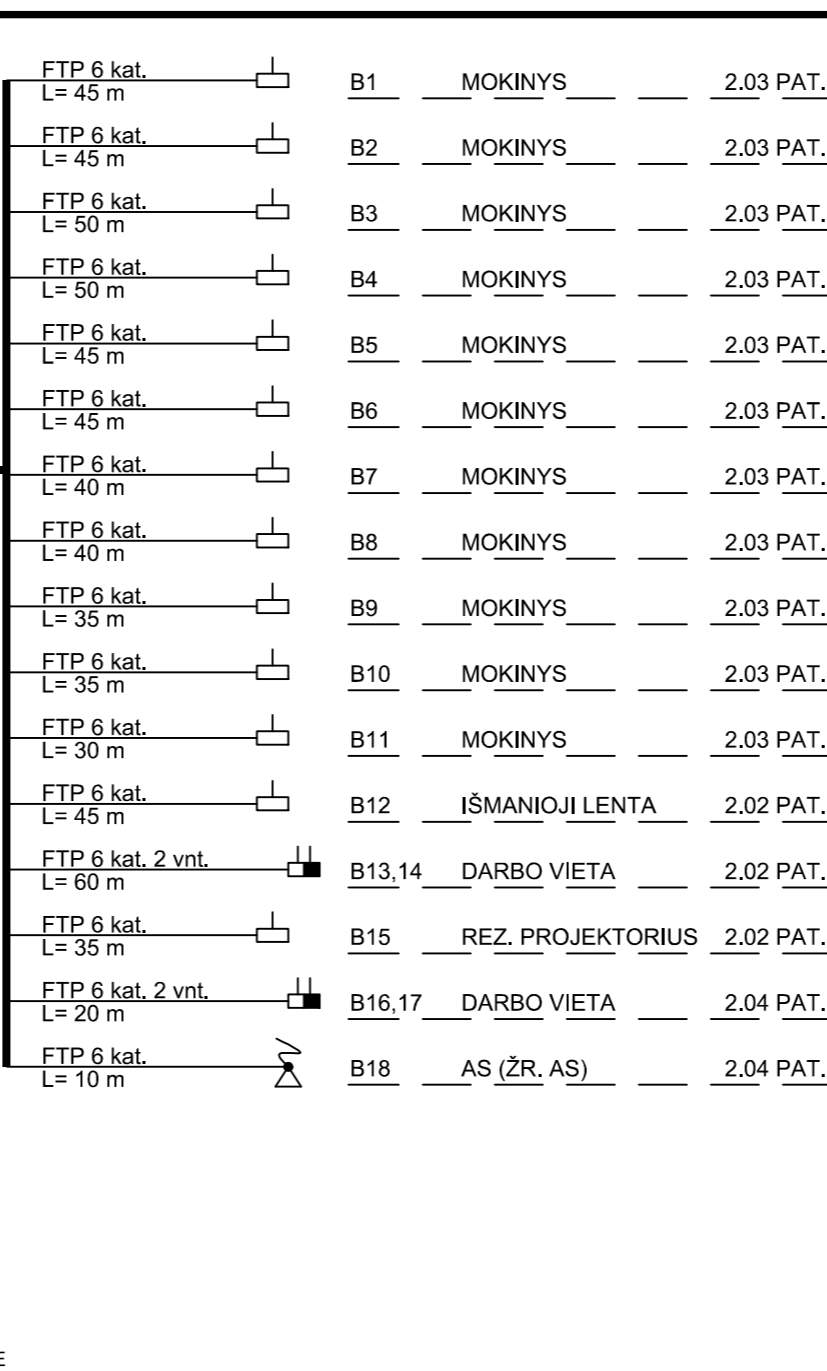 FTP 6 kat.
L= 45 m
B1 MOKINYS 2.03 PAT.
FTP 6 kat.
L= 45 m
B2 MOKINYS 2.03 PAT.
FTP 6 kat.
L= 50 m
B3 MOKINYS 2.03 PAT.
FTP 6 kat.
L= 50 m
B4 MOKINYS 2.03 PAT.
FTP 6 kat.
L= 45 m
B5 MOKINYS 2.03 PAT.
FTP 6 kat.
L= 45 m
B6 MOKINYS 2.03 PAT.
FTP 6 kat.
L= 40 m
B7 MOKINYS 2.03 PAT.
FTP 6 kat.
L= 40 m
B8 MOKINYS 2.03 PAT.
FTP 6 kat.
L= 35 m
B9 MOKINYS 2.03 PAT.
FTP 6 kat.
L= 35 m
B10 MOKINYS 2.03 PAT.
FTP 6 kat.
L= 30 m
B11 MOKINYS 2.03 PAT.
FTP 6 kat.
L= 45 m
B12 IŠMANIOJI LENTA 2.02 PAT.
FTP 6 kat. 2 vnt.
L= 60 m
B13,14 DARBO VIETA 2.02 PAT.
FTP 6 kat.
L= 35 m
B15 REZ. PROJEKTORIUS 2.02 PAT.
FTP 6 kat. 2 vnt.
L= 20 m
B16,17 DARBO VIETA 2.04 PAT.
FTP 6 kat.
L= 10 m
B18 AS (ŽR. AS) 2.04 PAT.